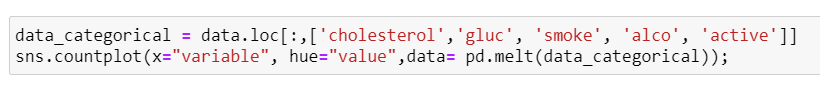 data_categorical = data.loc[:,['cholesterol','gluc', 'smoke', 'alco', 'active']]
sns.countplot(x="variable", hue="value",data= pd.melt(data_categorical));